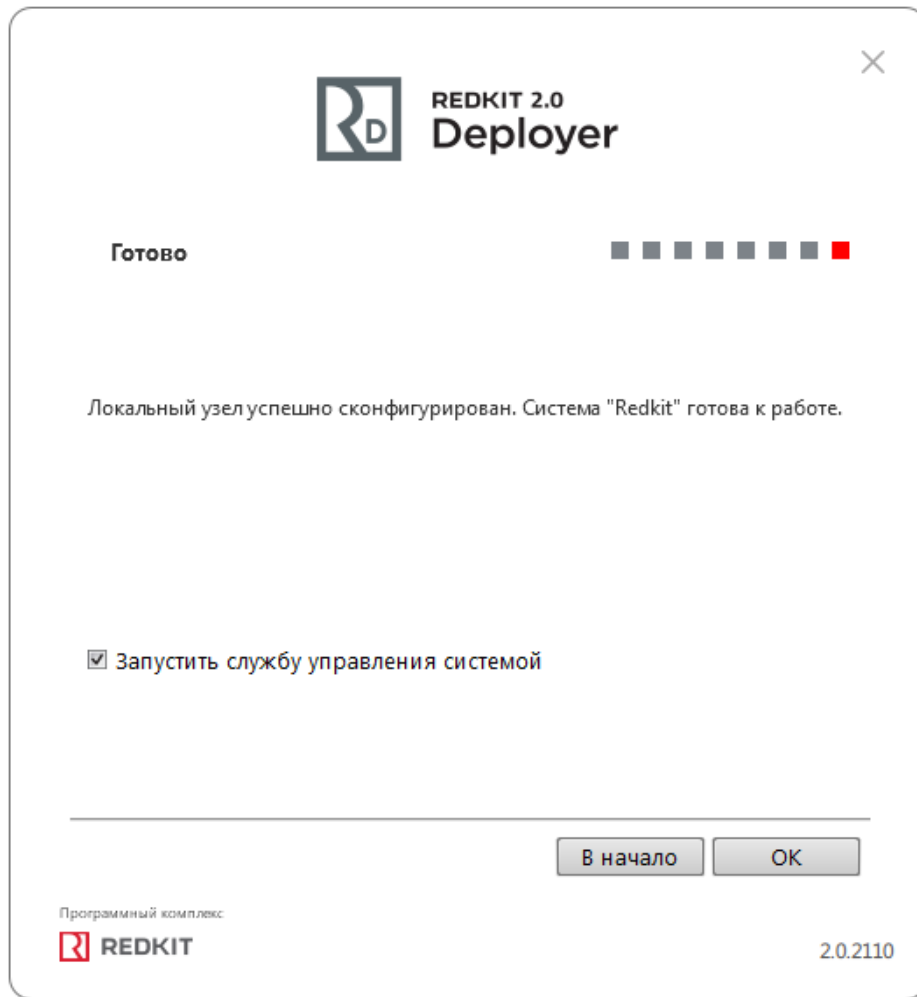 RD
REDKIT 2.0
Deployer
Готово
Локальный узел успешно сконфигурирован. Система "Redkit" готова к работе.
Запустить службу управления системой
В начало
OK
Программный комплекс
REDKIT
2.0.2110